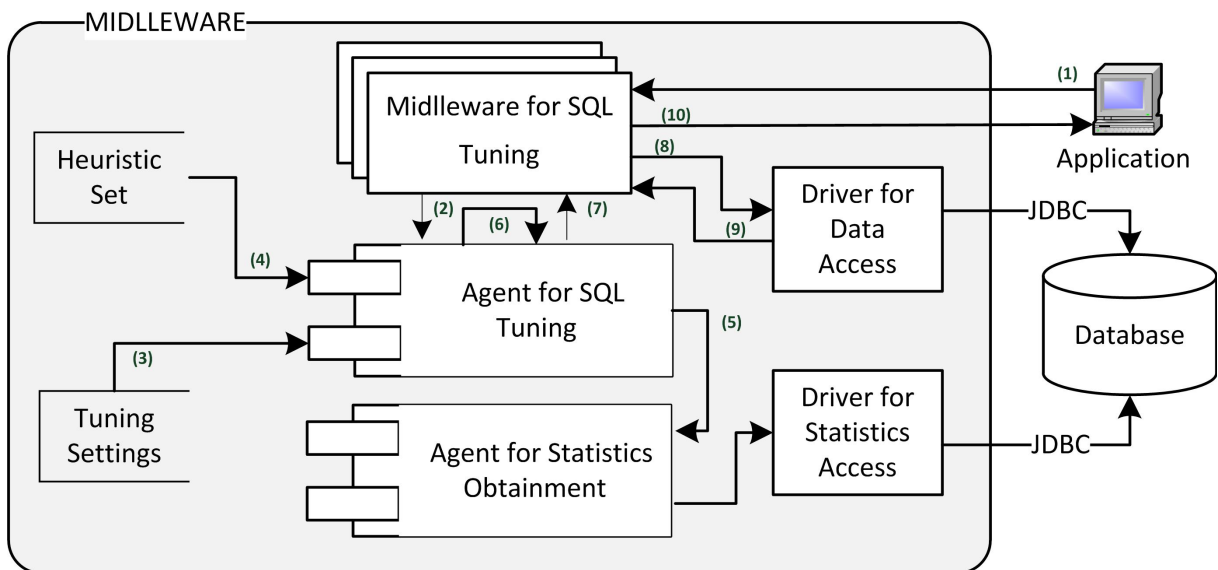 MIDLLEWARE
(1)
Midlleware for SQL
Tuning
(10)
(8)
Application
Heuristic
Set
Driver for
Data
Access
JDBC
(2)
(6)
(7)
(9)
(4)
Agent for SQL
Tuning
(5)
Database
(3)
Tuning
Settings
Agent for Statistics
Obtainment
Driver for
Statistics
Access
JDBC